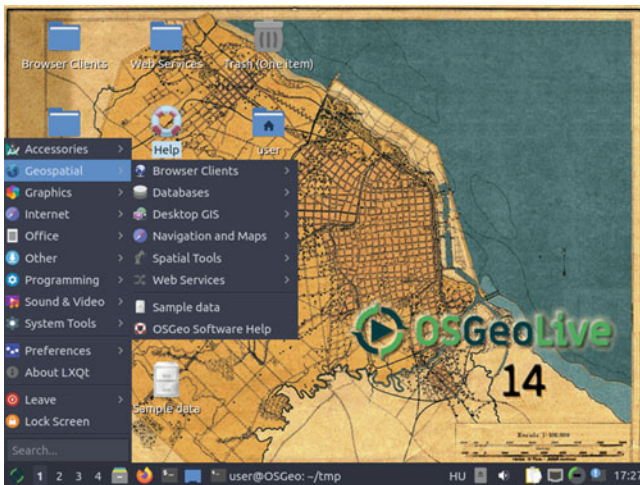 Browser Clients
Web Services
Trash (One item)
Help
user
Accessories
Geospatial
Graphics
Internet
Office
Other
Programming
Sound & Video
System Tools
Preferences
About LXQt
Leave
Lock Screen
Search...
Browser Clients
Databases
Desktop GIS
Navigation and Maps
Spatial Tools
Web Services
Sample data
OSGeo Software Help
OSGeoLive
14
Sample data
1 2 3 4
user@OSGeo: ~/tmp
HU
17:27